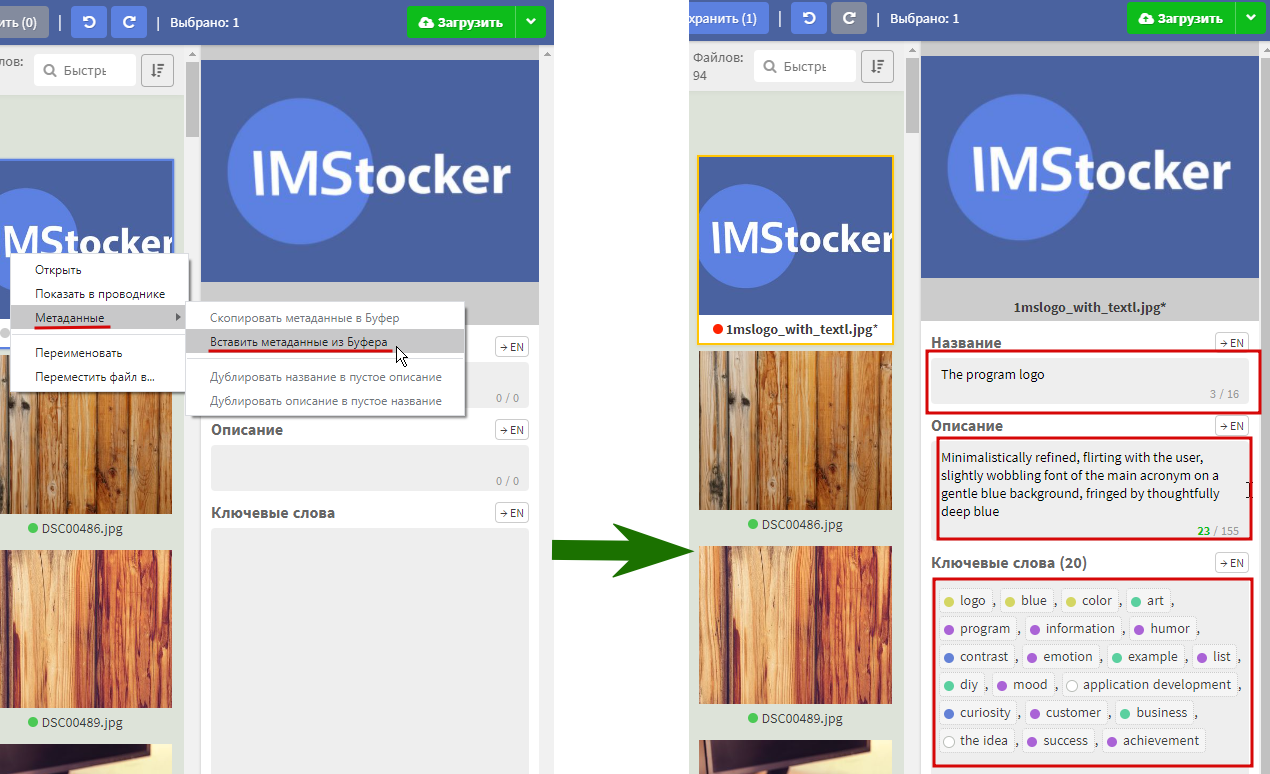 ить (0)
|
|
Выбрано: 1
Загрузить
лов:
Быстрь
IMStocker
MStocker
Открыть
Показать в проводнике
Метаданные
Переименовать
Переместить файл в...
Скопировать метаданные в Буфер
Вставить метаданные из Буфера
Дублировать название в пустое описание
Дублировать описание в пустое название
→ EN
0 / 0
Описание
→ EN
0 / 0
Ключевые слова
→ EN
DSC00486.jpg
DSC00489.jpg
хранить (1)
|
|
Выбрано: 1
Загрузить
Файлов:
94
Быстрь
IMStocker
IMStocker
1mslogo_with_textl.jpg*
DSC00486.jpg
DSC00489.jpg
1mslogo_with_textl.jpg*
Название
→ EN
The program logo
3 / 16
Описание
→ EN
Minimalistically refined, flirting with the user,
slightly wobbling font of the main acronym on a
gentle blue background, fringed by thoughtfully
deep blue
23 / 155
Ключевые слова (20)
→ EN
logo , blue , color , art ,
program , information , humor ,
contrast , emotion , example , list ,
diy , mood , application development ,
curiosity , customer , business ,
the idea , success , achievement